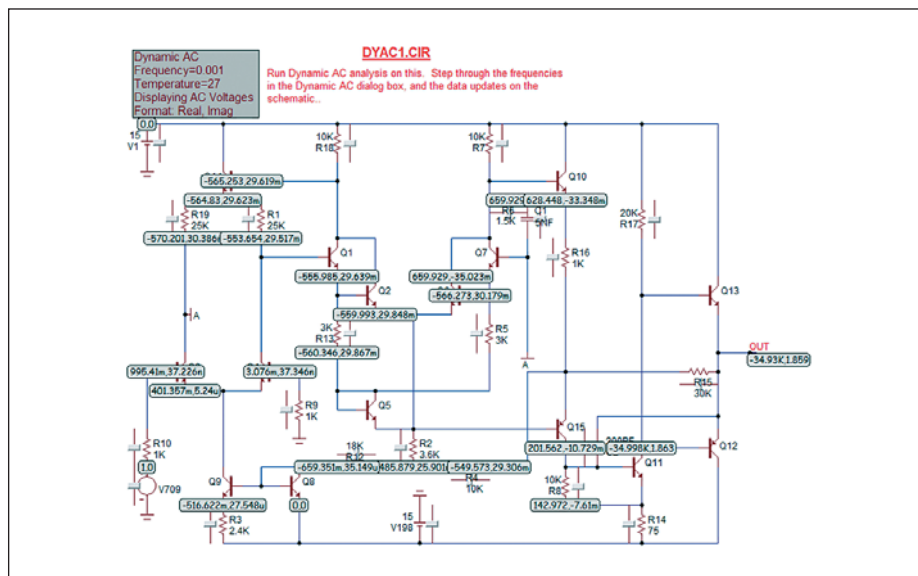 DYAC1.CIR
Dynamic AC
Frequency=0.001
Temperature=27
Displaying AC Voltages
Format: Real, Imag
Run Dynamic AC analysis on this. Step through the frequencies
in the Dynamic AC dialog box, and the data updates on the
schematic..
0,0
15
V1
10K
R18
10K
R7
Q10
-565.253,29.619m
-564.83,29.623m
659.929
628.448,-33.348m
R19
25K
R1
25K
1.5K
5NF
20K
R17
-570.201,30.386m
-553.654,29.517m
Q1
Q7
R16
1K
-555.985,29.639m
659.929,-35.023m
-566.273,30.179m
Q2
Q13
-559.993,29.848m
A
3K
R13
R5
3K
-560.346,29.867m
OUT
-34.93K,1.859
A
995.41m,37.226n
3.076m,37.346n
401.357m,5.24u
R15
30K
Q5
R9
1K
R10
1K
18K
R12
R2
3.6K
Q15
201.562,-10.729m
-34.998K,1.863
Q12
1,0
V709
-659.351m,35.149u
485.879,25.901u
-549.573,29.306m
R4
10K
Q11
Q9
Q8
10K
R8
-516.622m,27.548u
0,0
142.972,-7.61m
R3
2.4K
15
V198
R14
75